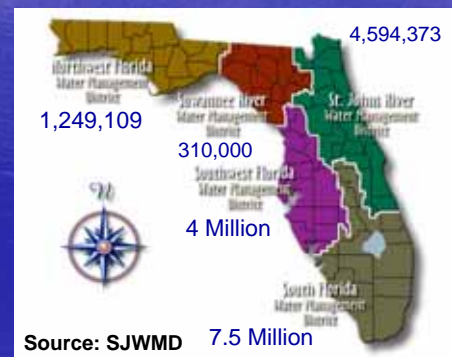 4,594,373
Northwest Florida
Water Management
District
1,249,109
Suwannee River
Water Management
District
St. Johns River
Water Management
District
310,000
Southwest Florida
Water Management
District
4 Million
N
South Florida
Water Management
District
Source: SJWMD
7.5 Million